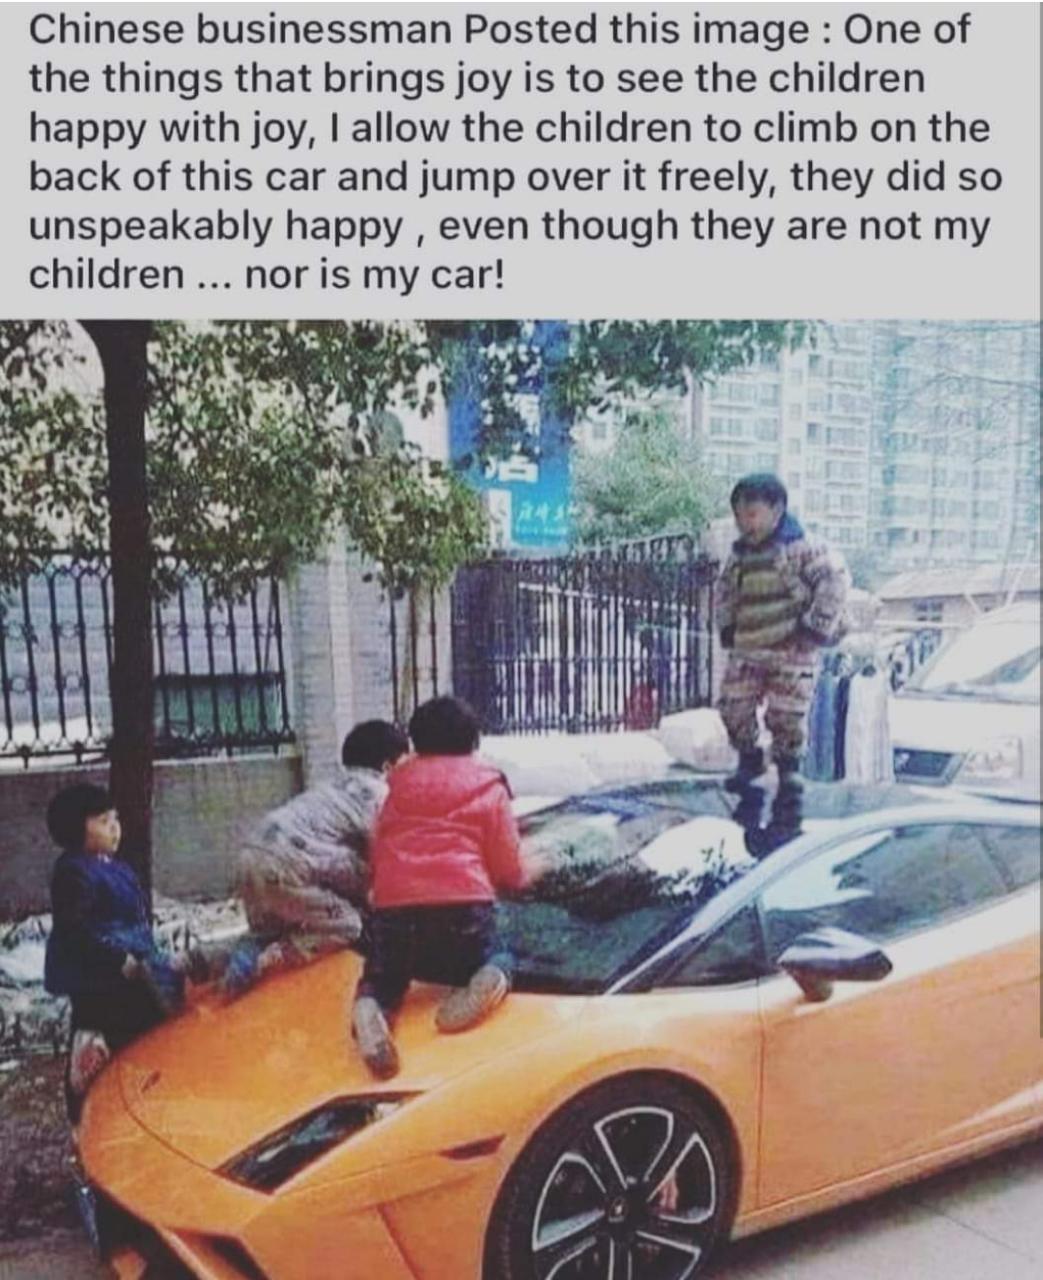 Chinese businessman Posted this image : One of
the things that brings joy is to see the children
happy with joy, I allow the children to climb on the
back of this car and jump over it freely, they did so
unspeakably happy , even though they are not my
children ... nor is my car!